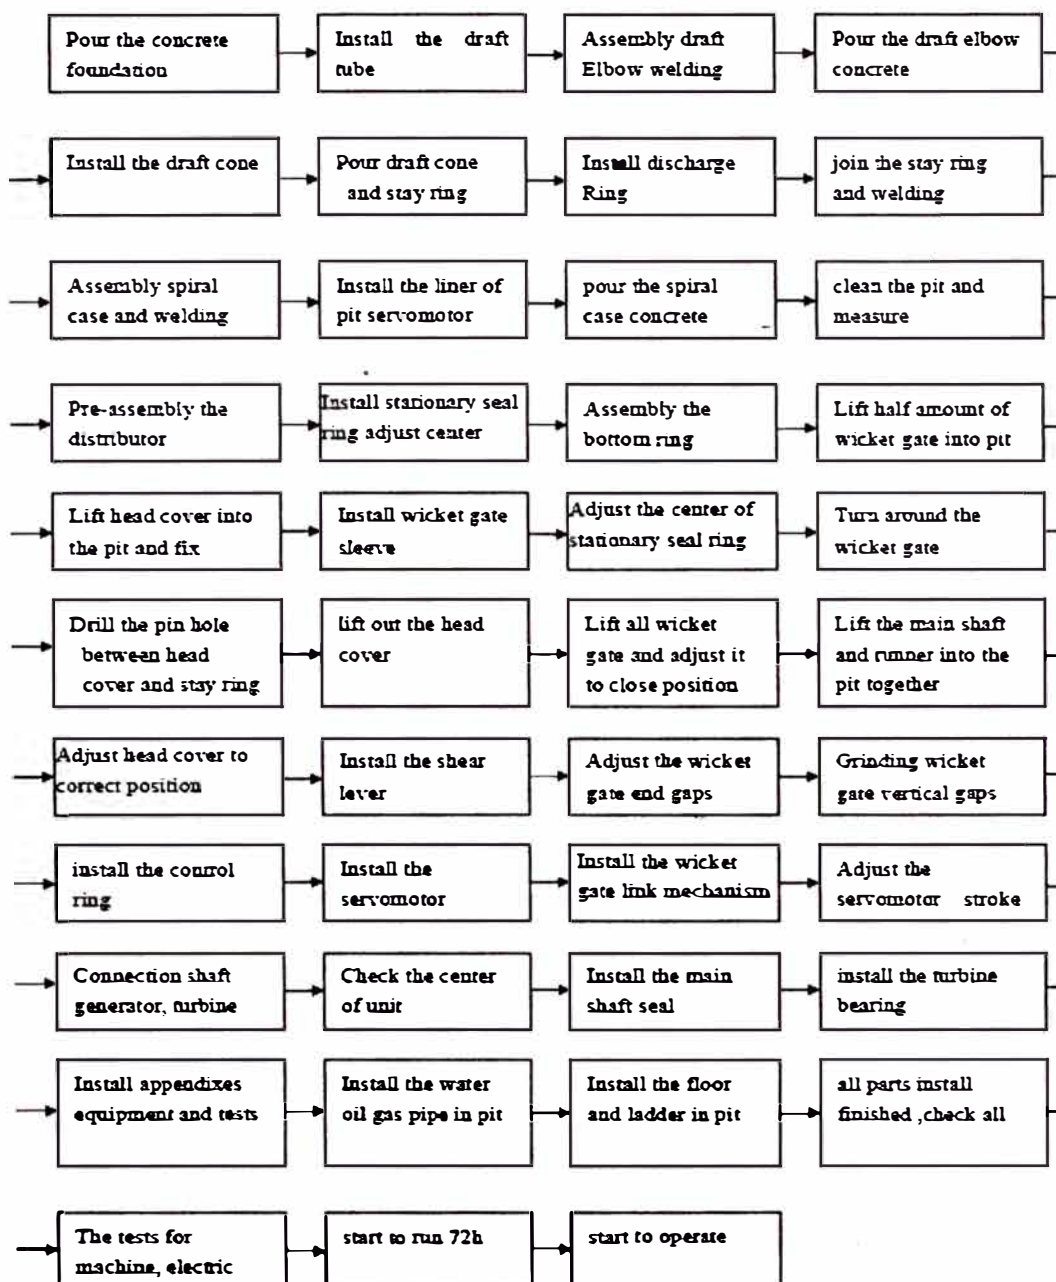 Pour the concrete
foundation
Install the draft
tube
Assembly draft
Elbow welding
Pour the draft elbow
concrete
Install the draft cone
Pour draft cone
and stay ring
Install discharge
Ring
join the stay ring
and welding
Assembly spiral
case and welding
Install the liner of
pit servomotor
pour the spiral
case concrete
clean the pit and
measure
Pre-assembly the
distributor
Install stationary seal
ring adjust center
Assembly the
bottom ring
Lift half amount of
wicket gate into pit
Lift head cover into
the pit and fix
Install wicket gate
sleeve
Adjust the center of
stationary seal ring
Turn around the
wicket gate
Drill the pin hole
between head
cover and stay ring
lift out the head
cover
Lift all wicket
gate and adjust it
to close position
Lift the main shaft
and runner into the
pit together
Adjust head cover to
correct position
Install the shear
lever
Adjust the wicket
gate end gaps
Grinding wicket
gate vertical gaps
install the control
ring
Install the
servomotor
Install the wicket
gate link mechanism
Adjust the
servomotor stroke
Connection shaft
generator, turbine
Check the center
of unit
Install the main
shaft seal
install the turbine
bearing
Install appendixes
equipment and tests
Install the water
oil gas pipe in pit
Install the floor
and ladder in pit
all parts install
finished ,check all
The tests for
machine, electric
start to run 72h
start to operate